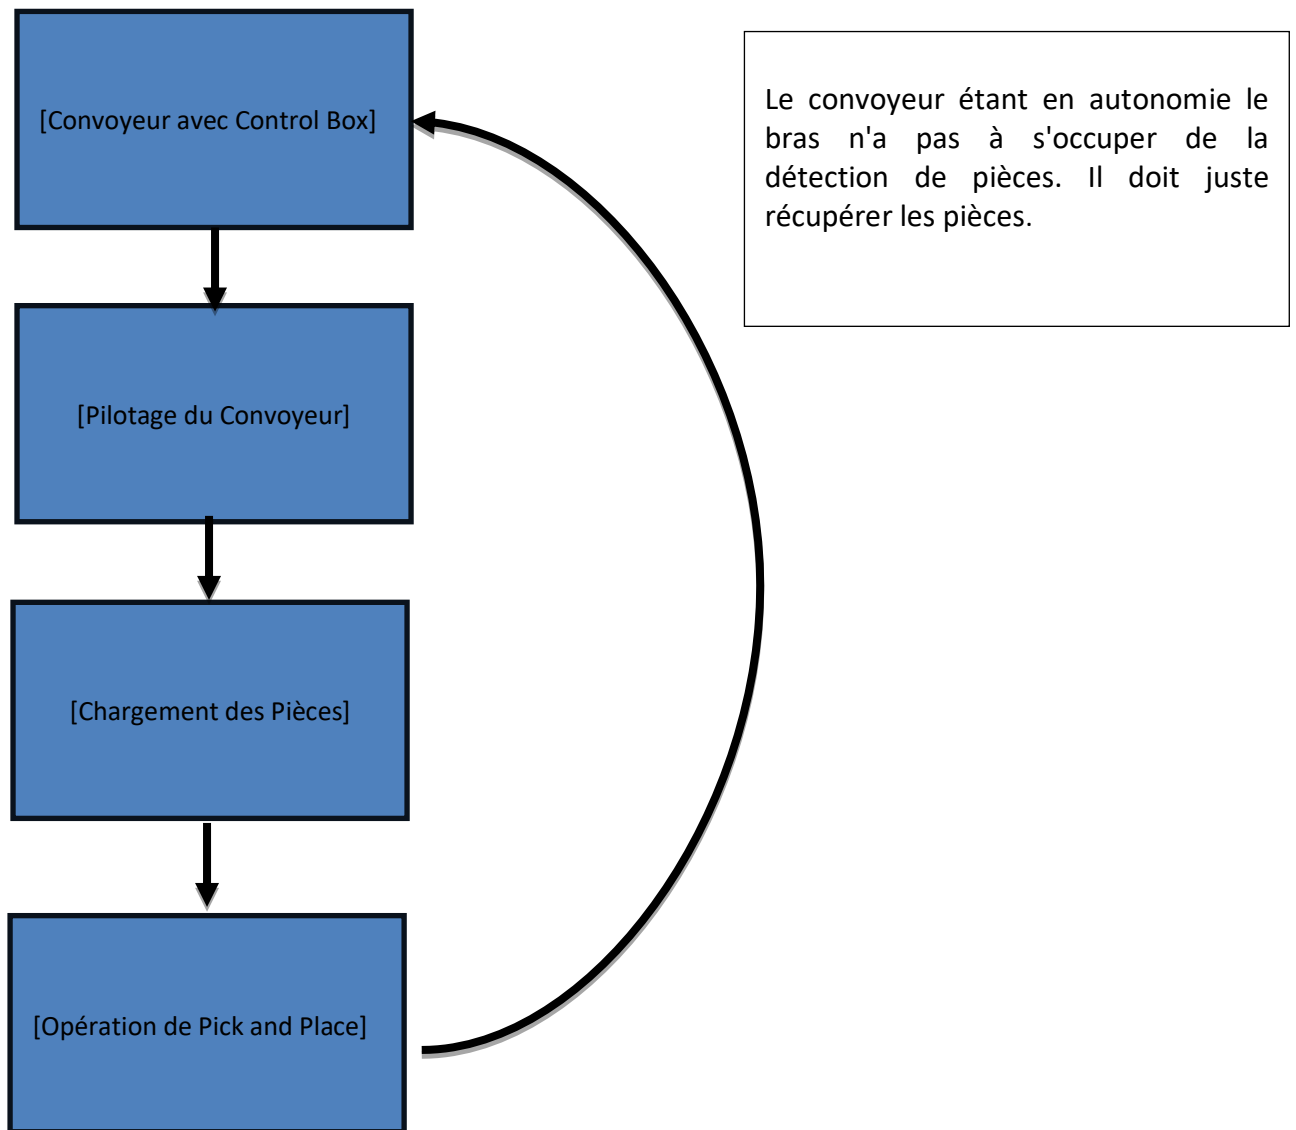 [Convoyeur avec Control Box]
Le convoyeur étant en autonomie le
bras n'a pas à s'occuper de la
détection de pièces. Il doit juste
récupérer les pièces.
[Pilotage du Convoyeur]
[Chargement des Pièces]
[Opération de Pick and Place]